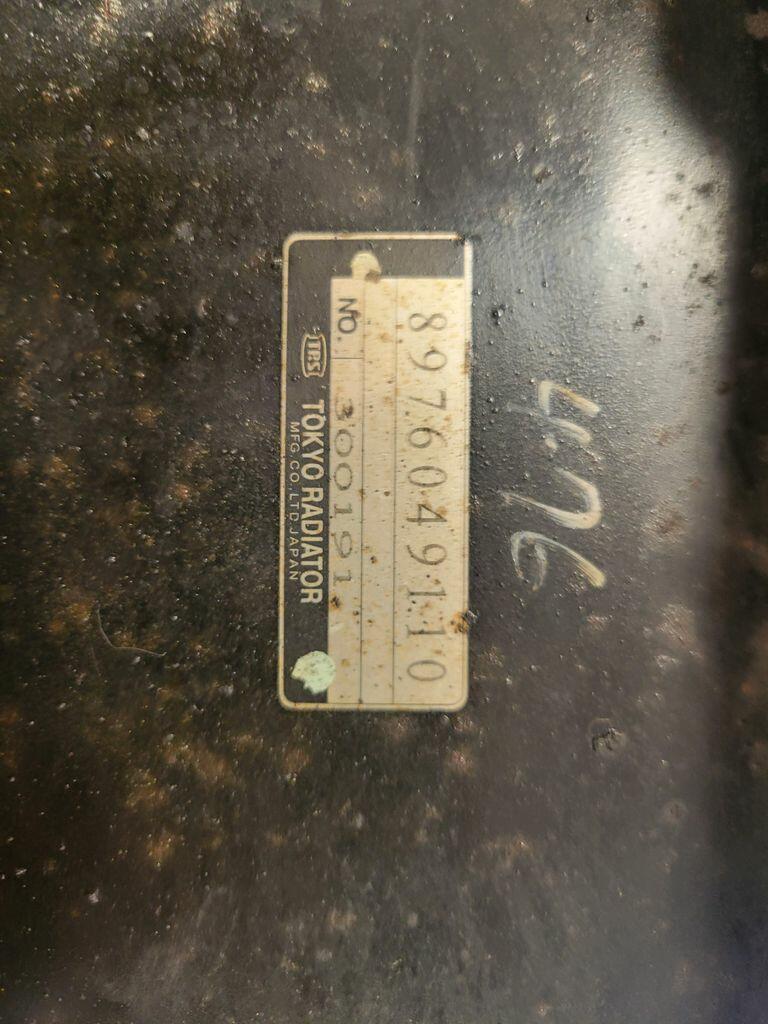 4.76
8976049110
NO. 300191
TRS TOKYO RADIATOR
MFG.CO.,LTD.JAPAN